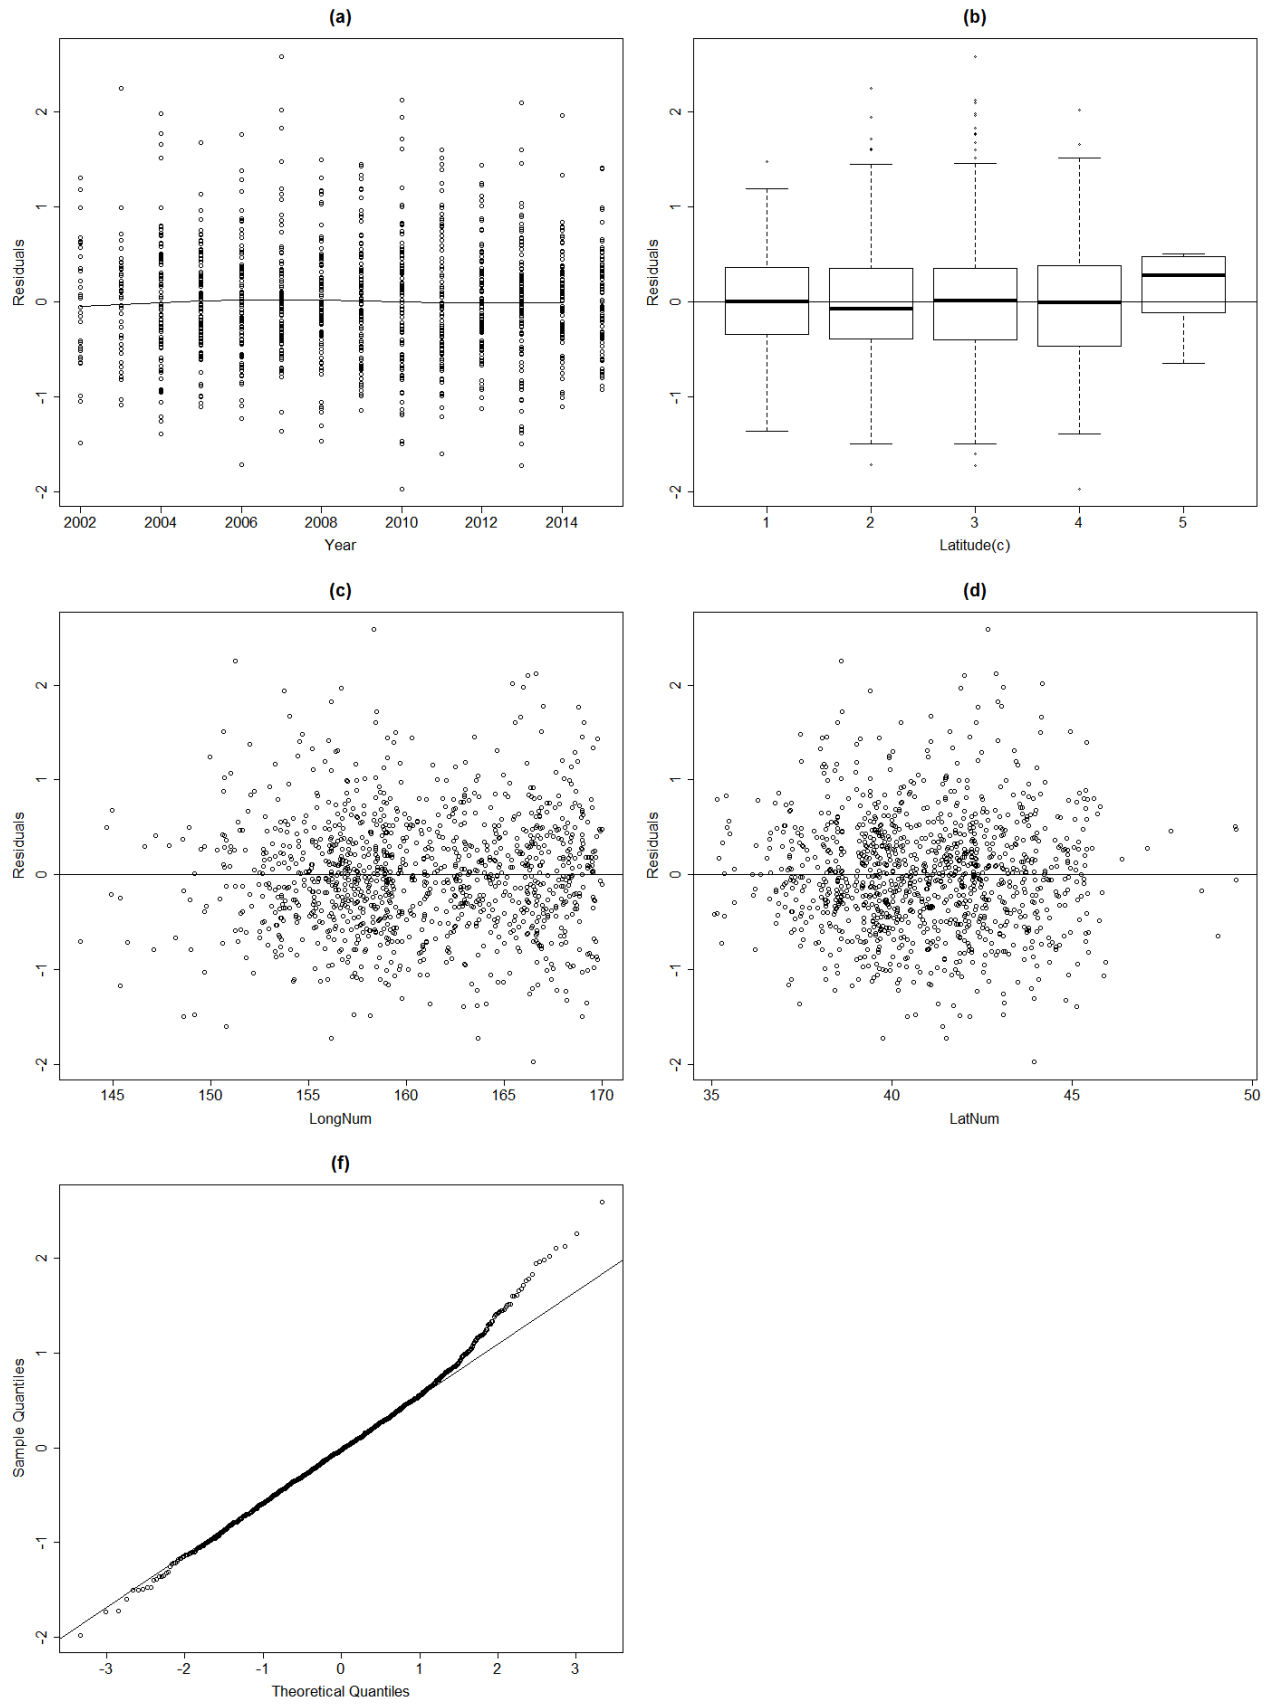 (a)
2
1
0
-1
-2
Residuals
2002 2004 2006 2008 2010 2012 2014
Year
(b)
2
1
0
-1
-2
Residuals
1 2 3 4 5
Latitude(c)
(c)
2
1
0
-1
-2
Residuals
145 150 155 160 165 170
LongNum
(d)
2
1
0
-1
-2
Residuals
35 40 45 50
LatNum
(f)
2
1
0
-1
-2
Sample Quantiles
-3 -2 -1 0 1 2 3
Theoretical Quantiles